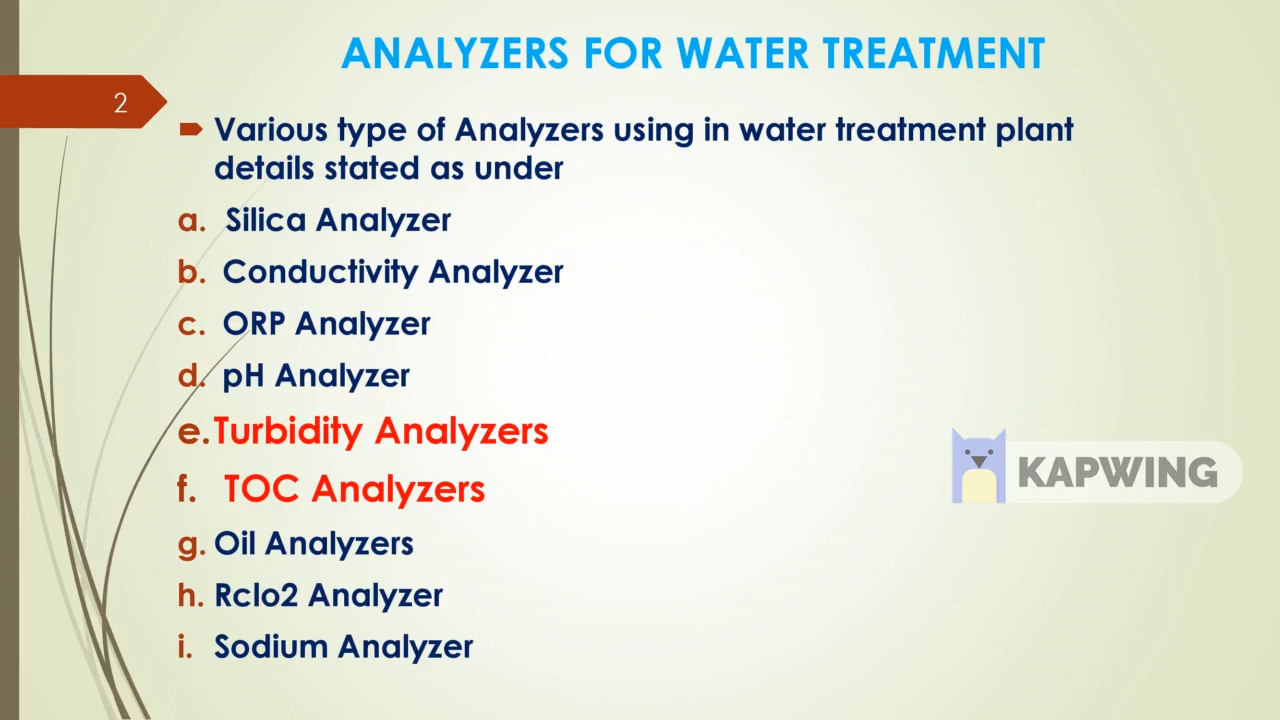 ANALYZERS FOR WATER TREATMENT
2
Various type of Analyzers using in water treatment plant
details stated as under
a. Silica Analyzer
b. Conductivity Analyzer
c. ORP Analyzer
d. pH Analyzer
e. Turbidity Analyzers
f. TOC Analyzers
KAPWING
g. Oil Analyzers
h. Rclo2 Analyzer
i. Sodium Analyzer